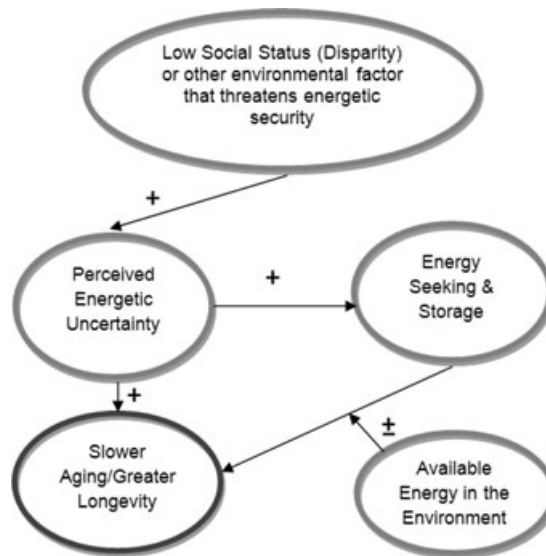 Low Social Status (Disparity)
or other environmental factor
that threatens energetic
security
+
Perceived
Energetic
Uncertainty
+
Energy
Seeking &
Storage
+
Slower
Aging/Greater
Longevity
±
Available
Energy in the
Environment